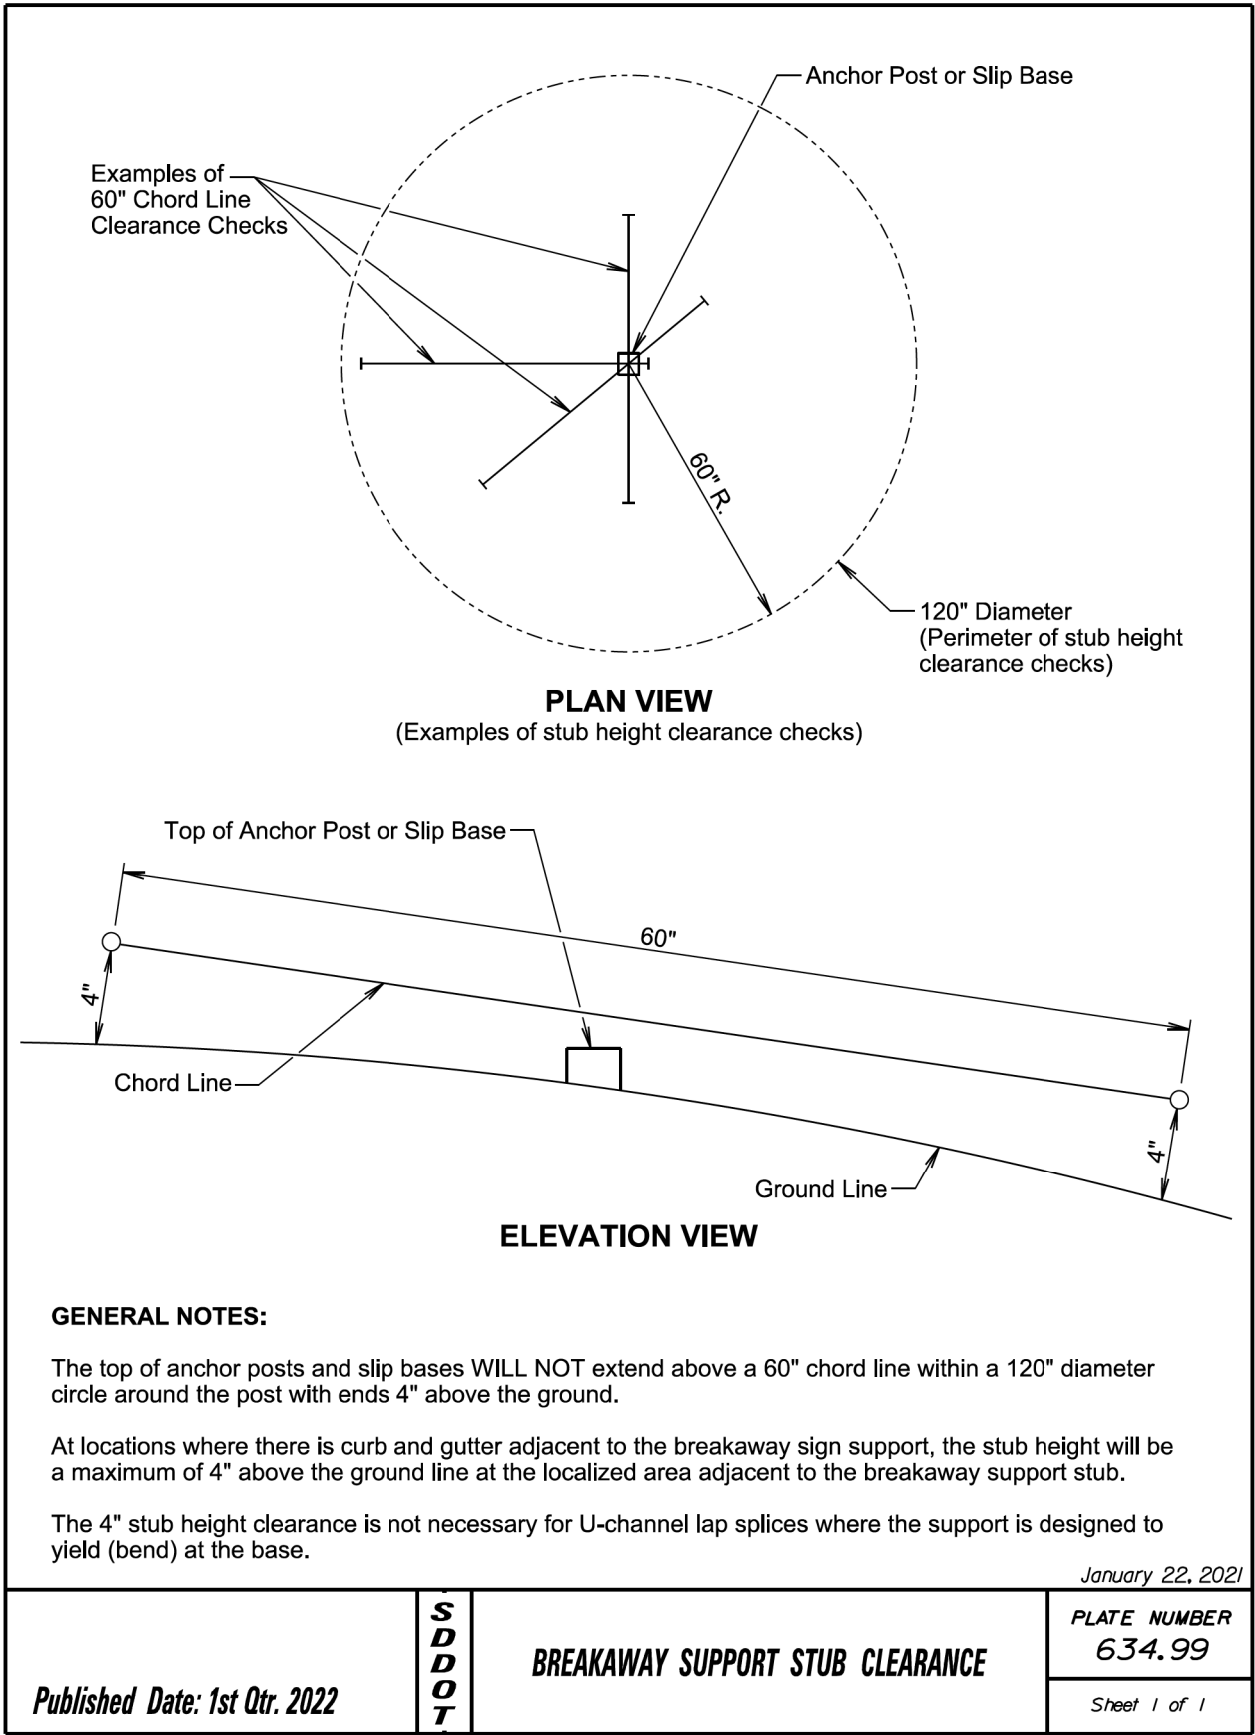 Anchor Post or Slip Base
Examples of
60" Chord Line
Clearance Checks
60" R.
120" Diameter
(Perimeter of stub height
clearance checks)
PLAN VIEW
(Examples of stub height clearance checks)
Top of Anchor Post or Slip Base
60"
4"
Chord Line
4"
Ground Line
ELEVATION VIEW
GENERAL NOTES:
The top of anchor posts and slip bases WILL NOT extend above a 60" chord line within a 120" diameter
circle around the post with ends 4" above the ground.
At locations where there is curb and gutter adjacent to the breakaway sign support, the stub height will be
a maximum of 4" above the ground line at the localized area adjacent to the breakaway support stub.
The 4" stub height clearance is not necessary for U-channel lap splices where the support is designed to
yield (bend) at the base.
January 22, 2021
Published Date: 1st Qtr. 2022
S
D
D
O
T
BREAKAWAY SUPPORT STUB CLEARANCE
PLATE NUMBER
634.99
Sheet 1 of 1